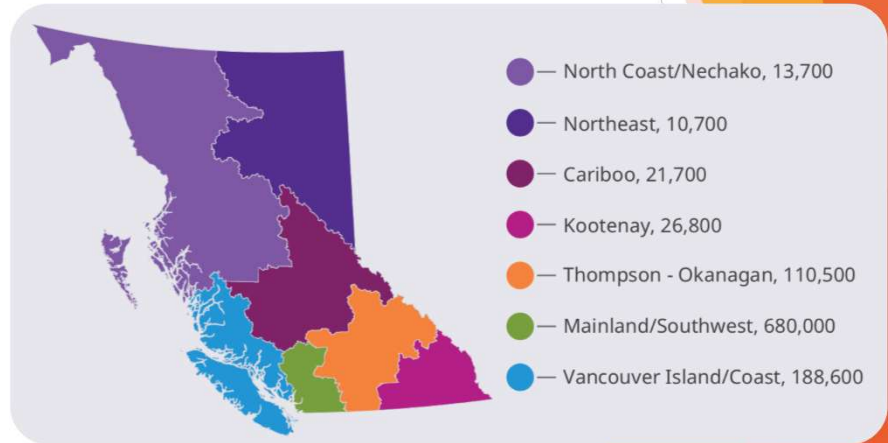 North Coast/Nechako, 13,700
Northeast, 10,700
Cariboo, 21,700
Kootenay, 26,800
Thompson - Okanagan, 110,500
Mainland/Southwest, 680,000
Vancouver Island/Coast, 188,600